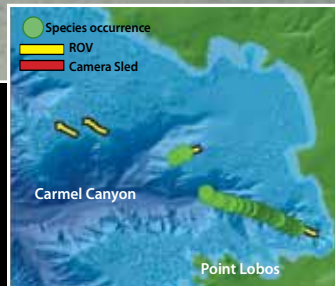 Species occurrence
ROV
Camera Sled
Carmel Canyon
Point Lobos